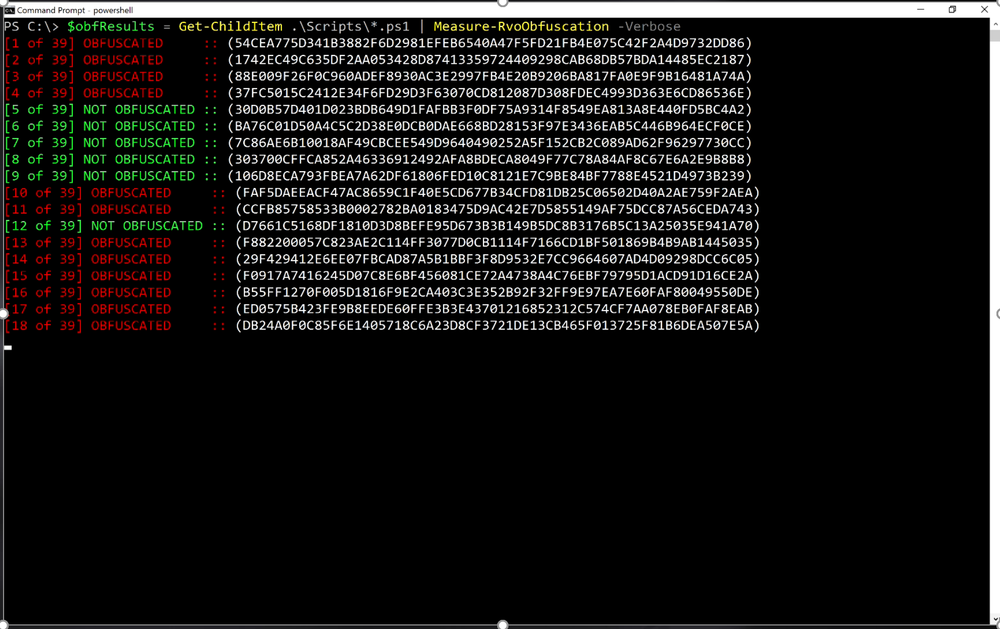 Command Prompt - powershell
PS C:\> $obfResults = Get-ChildItem .\Scripts\*.ps1 | Measure-RvoObfuscation -Verbose
[1 of 39] OBFUSCATED     :: (54CEA775D341B3882F6D2981EFEB6540A47F5FD21FB4E075C42F2A4D9732DD86)
[2 of 39] OBFUSCATED     :: (1742EC49C635DF2AA053428D87413359724409298CAB68DB57BDA14485EC2187)
[3 of 39] OBFUSCATED     :: (88E009F26F0C960ADEF8930AC3E2997FB4E20B9206BA817FA0E9F9B16481A74A)
[4 of 39] OBFUSCATED     :: (37FC5015C2412E34F6FD29D3F63070CD812087D308FDEC4993D363E6CD86536E)
[5 of 39] NOT OBFUSCATED :: (30D0B57D401D023BDB649D1FAFBB3F0DF75A9314F8549EA813A8E440FD5BC4A2)
[6 of 39] NOT OBFUSCATED :: (BA76C01D50A4C5C2D38E0DCB0DAE668BD28153F97E3436EAB5C446B964ECF0CE)
[7 of 39] NOT OBFUSCATED :: (7C86AE6B10018AF49CBCEE549D9640490252A5F152CB2C089AD62F96297730CC)
[8 of 39] NOT OBFUSCATED :: (303700CFFCA852A46336912492AFA8BDECA8049F77C78A84AF8C67E6A2E9B8B8)
[9 of 39] NOT OBFUSCATED :: (106D8ECA793FBEA7A62DF61806FED10C8121E7C9BE84BF7788E4521D4973B239)
[10 of 39] OBFUSCATED     :: (FAF5DAEEACF47AC8659C1F40E5CD677B34CFD81DB25C06502D40A2AE759F2AEA)
[11 of 39] OBFUSCATED     :: (CCFB85758533B0002782BA0183475D9AC42E7D5855149AF75DCC87A56CEDA743)
[12 of 39] NOT OBFUSCATED :: (D7661C5168DF1810D3D8BEFE95D673B3B149B5DC8B3176B5C13A25035E941A70)
[13 of 39] OBFUSCATED     :: (F882200057C823AE2C114FF3077D0CB1114F7166CD1BF501869B4B9AB1445035)
[14 of 39] OBFUSCATED     :: (29F429412E6EE07FBCAD87A5B1BBF3F8D9532E7CC9664607AD4D09298DCC6C05)
[15 of 39] OBFUSCATED     :: (F0917A7416245D07C8E6BF456081CE72A4738A4C76EBF79795D1ACD91D16CE2A)
[16 of 39] OBFUSCATED     :: (B55FF1270F005D1816F9E2CA403C3E352B92F32FF9E97EA7E60FAF80049550DE)
[17 of 39] OBFUSCATED     :: (ED0575B423FE9B8EEDE60FFE3B3E43701216852312C574CF7AA078EB0FAF8EAB)
[18 of 39] OBFUSCATED     :: (DB24A0F0C85F6E1405718C6A23D8CF3721DE13CB465F013725F81B6DEA507E5A)